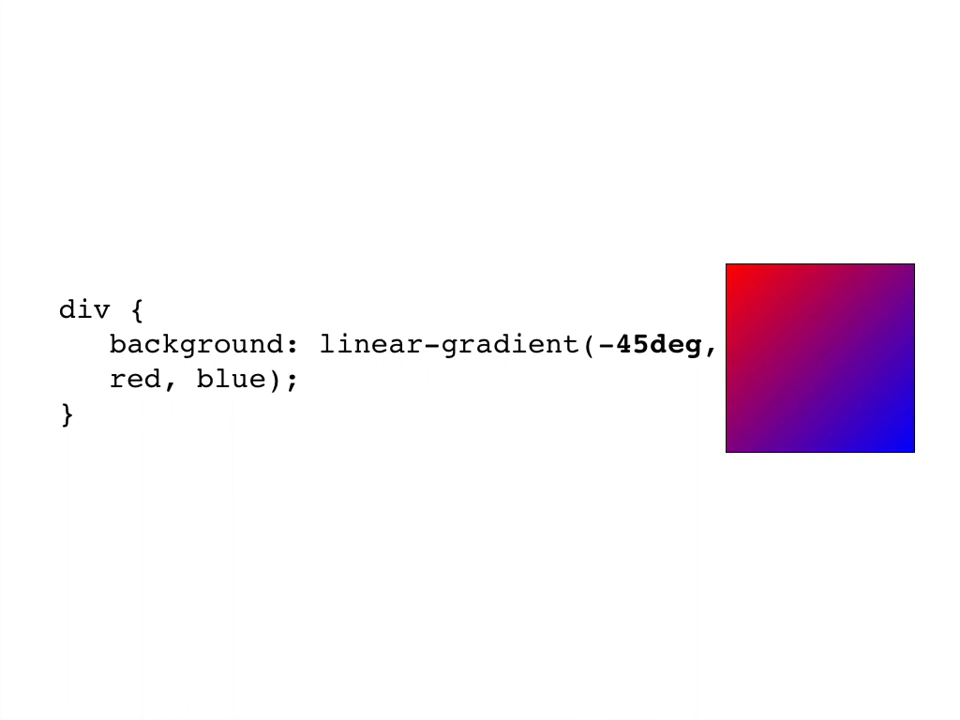 div {
background: linear-gradient(-45deg,
red, blue);
}